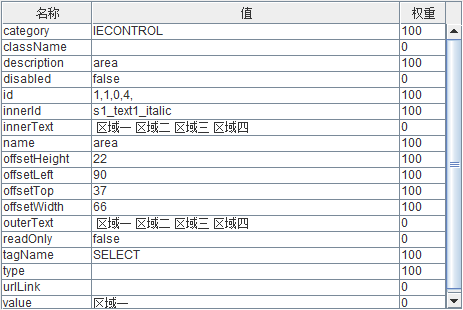 名称 值 权重
category IECONTROL 100
className 0
description area 100
disabled false 0
id 1,1,0,4, 100
innerId s1_text1_italic 100
innerText 区域一 区域二 区域三 区域四 0
name area 100
offsetHeight 22 100
offsetLeft 90 100
offsetTop 37 100
offsetWidth 66 100
outerText 区域一 区域二 区域三 区域四 0
readOnly false 0
tagName SELECT 100
type 100
urlLink 0
value 区域一 0